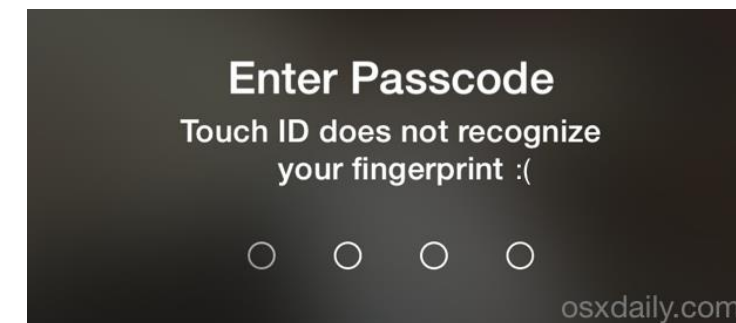 Enter Passcode
Touch ID does not recognize
your fingerprint :(
osxdaily.com